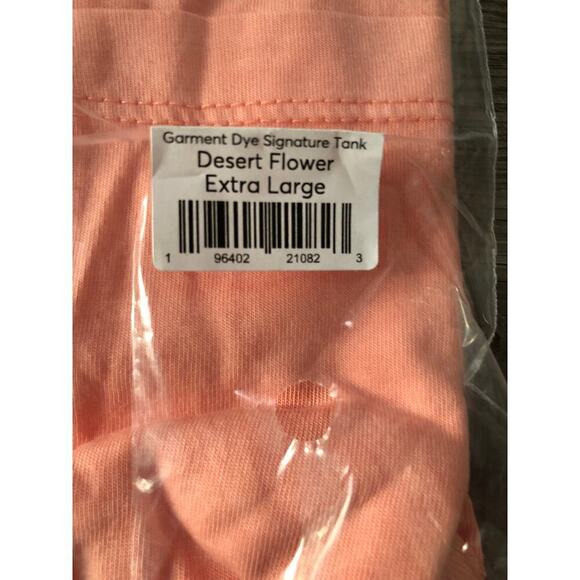 Garment Dye Signature Tank
Desert Flower
Extra Large
1 96402 21082 3